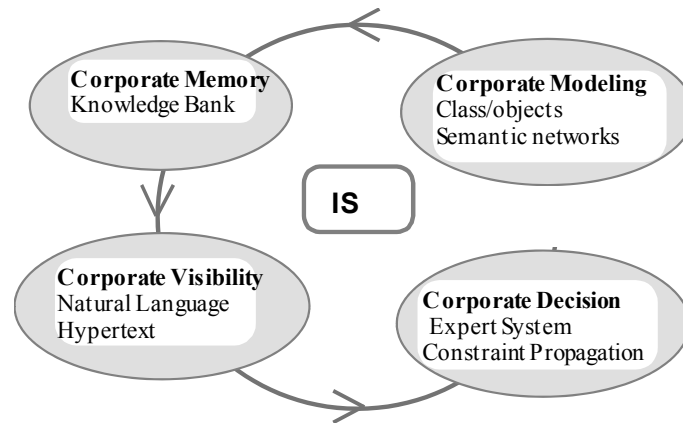 Corporate Memory
Knowledge Bank
Corporate Modeling
Class/objects
Semantic networks
IS
Corporate Visibility
Natural Language
Hypertext
Corporate Decision
Expert System
Constraint Propagation